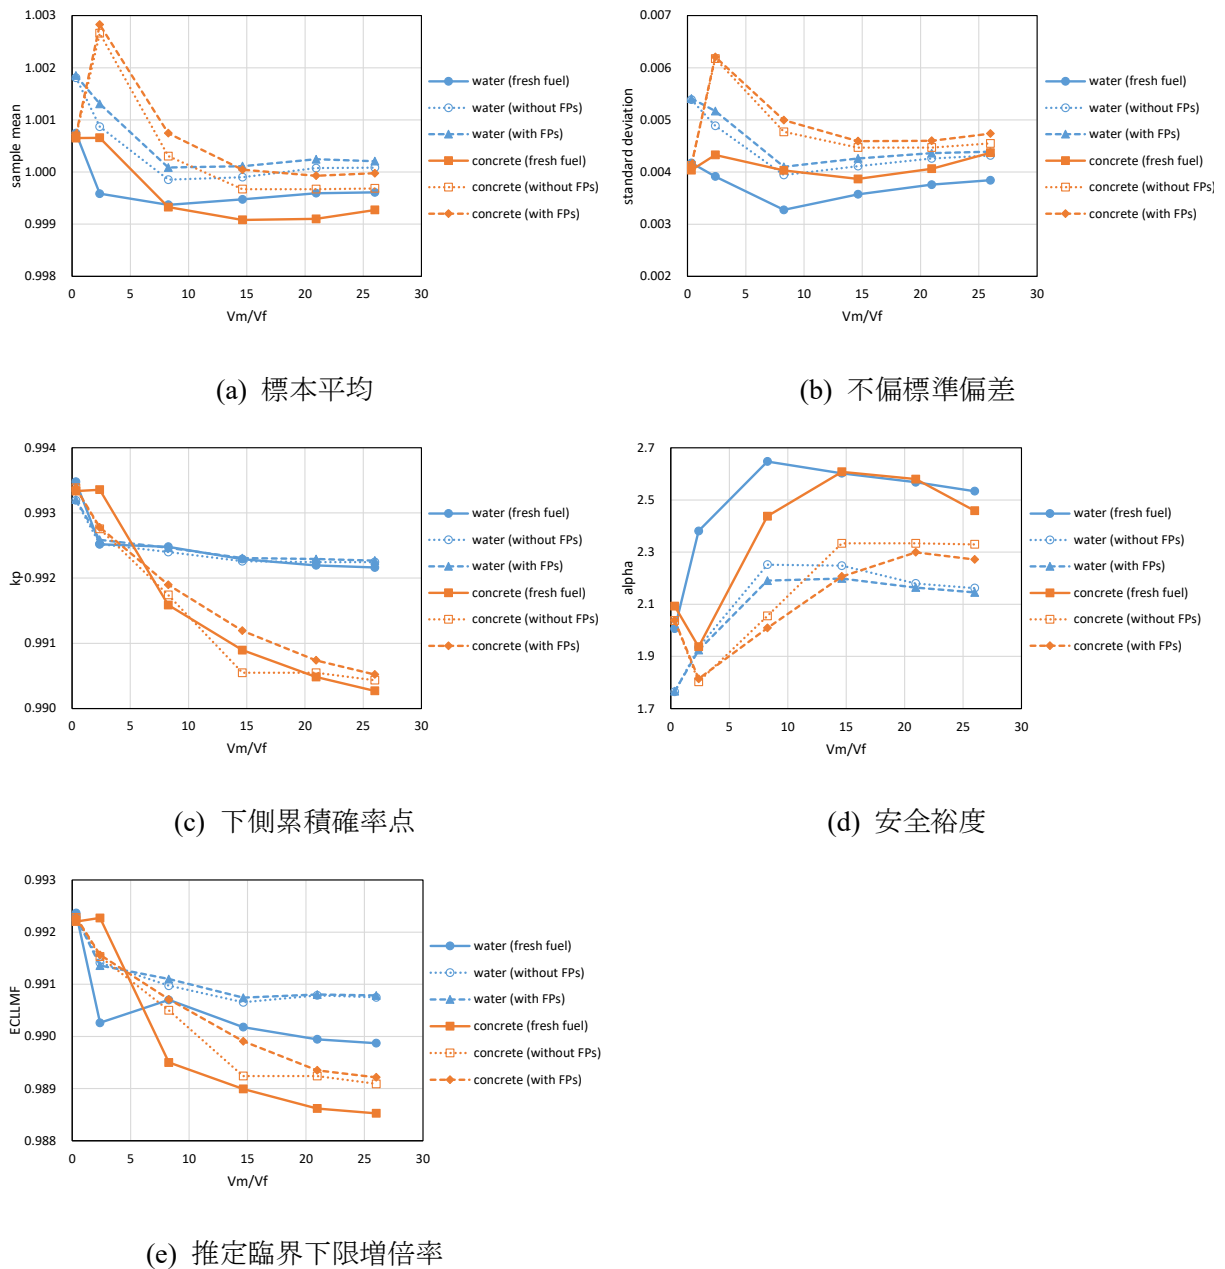 1.003
1.002
1.001
1.000
0.999
0.998
sample mean
0 5 10 15 20 25 30
Vm/Vf
water (fresh fuel)
water (without FPs)
water (with FPs)
concrete (fresh fuel)
concrete (without FPs)
concrete (with FPs)
(a) 標本平均
0.007
0.006
0.005
0.004
0.003
0.002
standard deviation
0 5 10 15 20 25 30
Vm/Vf
water (fresh fuel)
water (without FPs)
water (with FPs)
concrete (fresh fuel)
concrete (without FPs)
concrete (with FPs)
(b) 不偏標準偏差
0.994
0.993
0.992
0.991
0.990
kp
0 5 10 15 20 25 30
Vm/Vf
water (fresh fuel)
water (without FPs)
water (with FPs)
concrete (fresh fuel)
concrete (without FPs)
concrete (with FPs)
(c) 下側累積確率点
2.7
2.5
2.3
2.1
1.9
1.7
alpha
0 5 10 15 20 25 30
Vm/Vf
water (fresh fuel)
water (without FPs)
water (with FPs)
concrete (fresh fuel)
concrete (without FPs)
concrete (with FPs)
(d) 安全裕度
0.993
0.992
0.991
0.990
0.989
0.988
ECLLMF
0 5 10 15 20 25 30
Vm/Vf
water (fresh fuel)
water (without FPs)
water (with FPs)
concrete (fresh fuel)
concrete (without FPs)
concrete (with FPs)
(e) 推定臨界下限増倍率